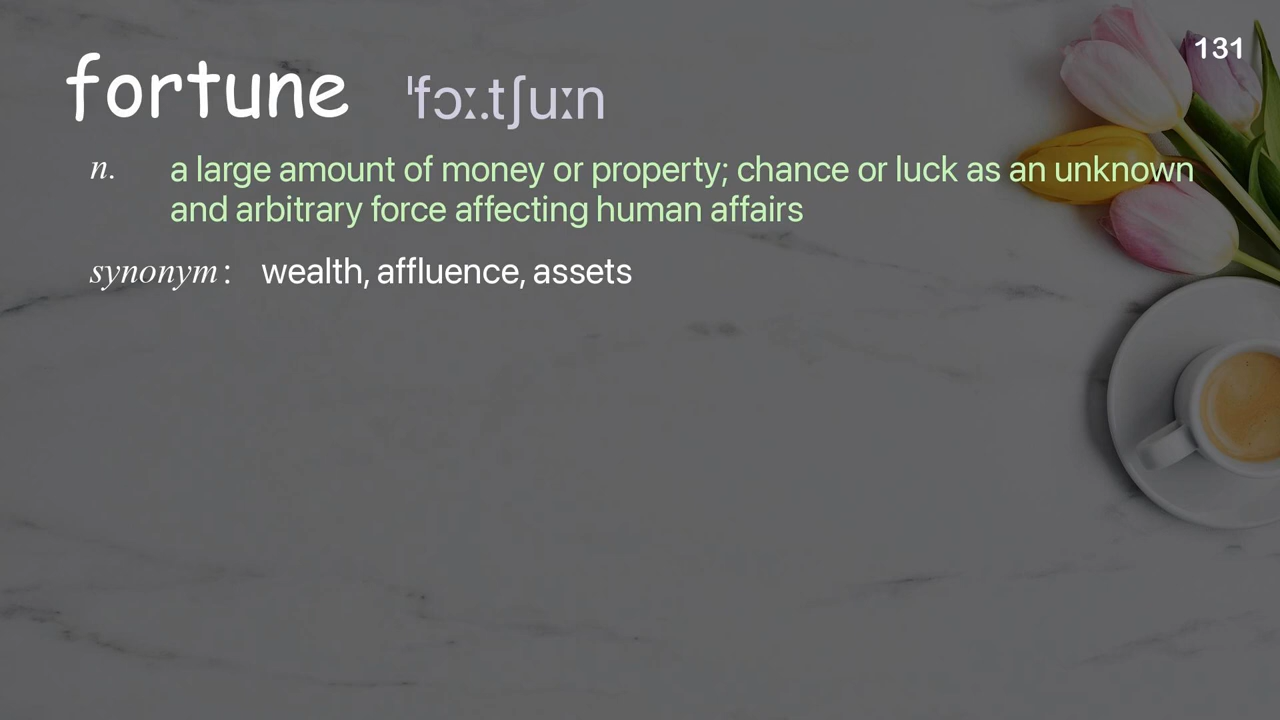 131
fortune ˈfɔː.tʃuːn
n. a large amount of money or property; chance or luck as an unknown
and arbitrary force affecting human affairs
synonym: wealth, affluence, assets